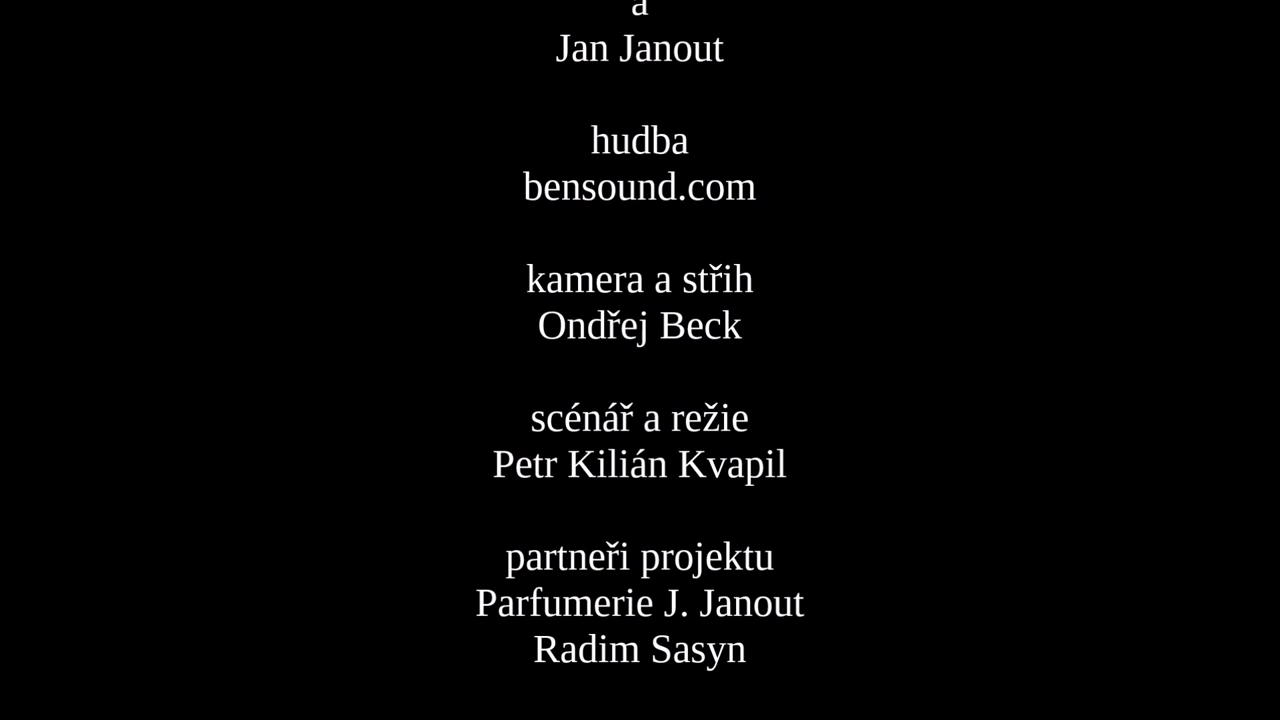 a
Jan Janout
hudba
bensound.com
kamera a střih
Ondřej Beck
scénář a režie
Petr Kilián Kvapil
partneři projektu
Parfumerie J. Janout
Radim Sasyn